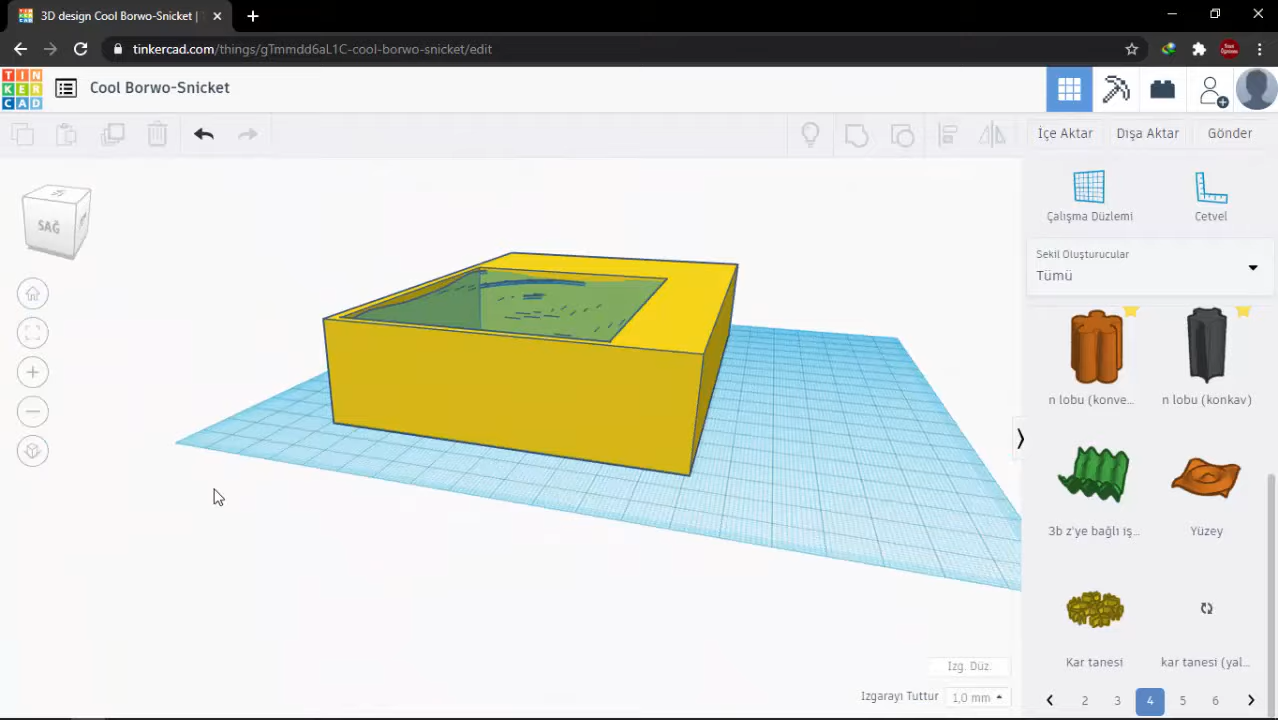 3D design Cool Borwo-Snicket |
tinkercad.com/things/gTmmdd6aL1C-cool-borwo-snicket/edit
TIN
KER
CAD
Cool Borwo-Snicket
İçe Aktar
Dışa Aktar
Gönder
SAĞ
Çalışma Düzlemi
Cetvel
Sekil Oluşturucular
Tümü
n lobu (konve...
n lobu (konkav)
3b z'ye bağlı iş...
Yüzey
Kar tanesi
kar tanesi (yal...
Izg. Düz.
Izgarayı Tuttur
1,0 mm
2
3
4
5
6